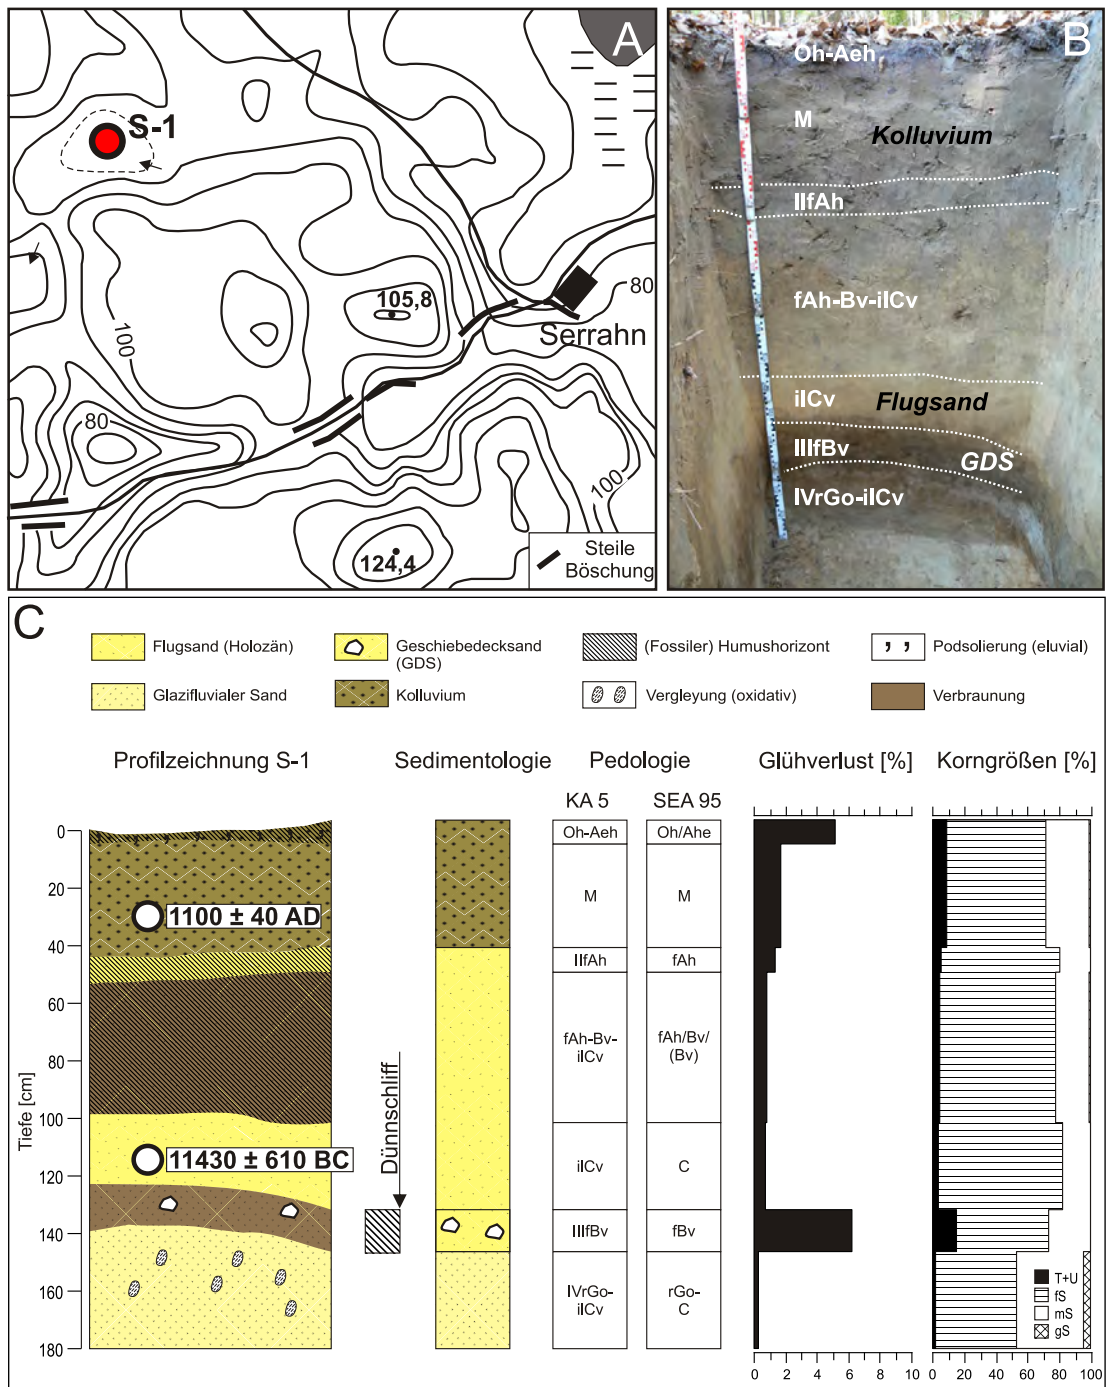 A
S-1
105,8
80
Serrahn
100
80
100
124,4
Steile
Böschung
B
Oh-Aeh
M
Kolluvium
IIfAh
fAh-Bv-ilCv
ilCv
Flugsand
IIIfBv
GDS
IVrGo-ilCv
C
Flugsand (Holozän)
Geschiebedecksand
(GDS)
(Fossiler) Humushorizont
Podsolierung (eluvial)
Glazifluvialer Sand
Kolluvium
Vergleyung (oxidativ)
Verbraunung
Profilzeichnung S-1
Sedimentologie
Pedologie
Glühverlust [%]
Korngrößen [%]
KA 5
SEA 95
0
20
40
60
80
100
120
140
160
180
Tiefe [cm]
1100 ± 40 AD
11430 ± 610 BC
Dünnschliff
Oh-Aeh
Oh/Ahe
M
M
IIfAh
fAh
fAh-Bv-
ilCv
fAh/Bv/
(Bv)
ilCv
C
IIIfBv
fBv
IVrGo-
ilCv
rGo-
C
T+U
fS
mS
gS
0 2 4 6 8 10
0 20 40 60 80 100